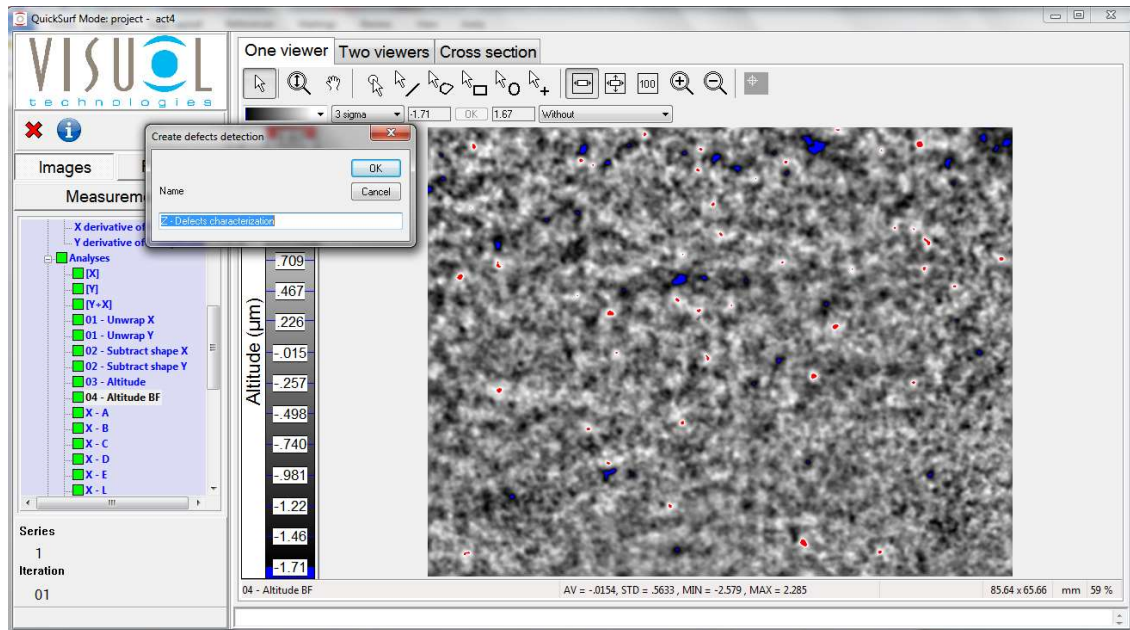 QuickSurf Mode: project - act4
VISUOL
technologies
One viewer Two viewers Cross section
100
3 sigma -1.71 OK 1.67 Without
Create defects detection
OK
Name
Cancel
Z - Defects characterization
Images
Measurem
X derivative of
Y derivative of
Analyses
[X]
[Y]
[Y+X]
01 - Unwrap X
01 - Unwrap Y
02 - Subtract shape X
02 - Subtract shape Y
03 - Altitude
04 - Altitude BF
X - A
X - B
X - C
X - D
X - E
X - L
Series
1
Iteration
01
Altitude (µm)
.709
.467
.226
-.015
-.257
-.498
-.740
-.981
-1.22
-1.46
-1.71
04 - Altitude BF AV = -.0154, STD = .5633 , MIN = -2.579 , MAX = 2.285 85.64 x 65.66 mm 59 %